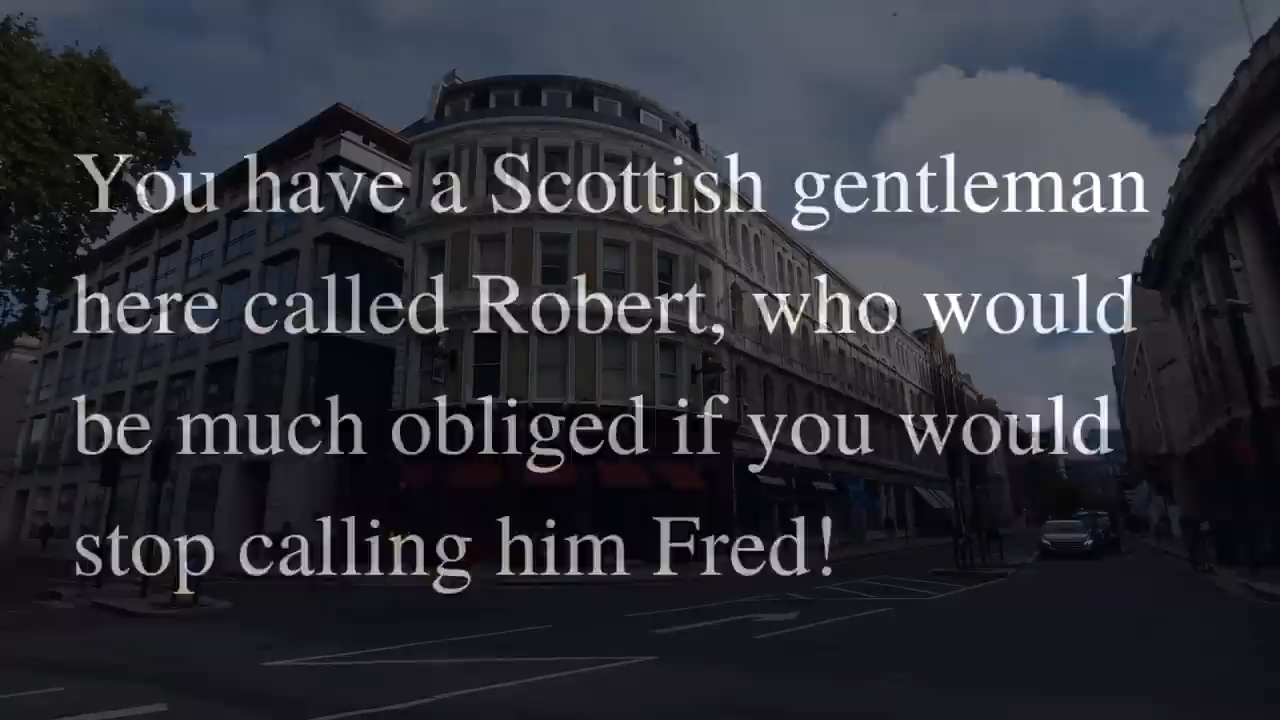 You have a Scottish gentleman
here called Robert, who would
be much obliged if you would
stop calling him Fred!